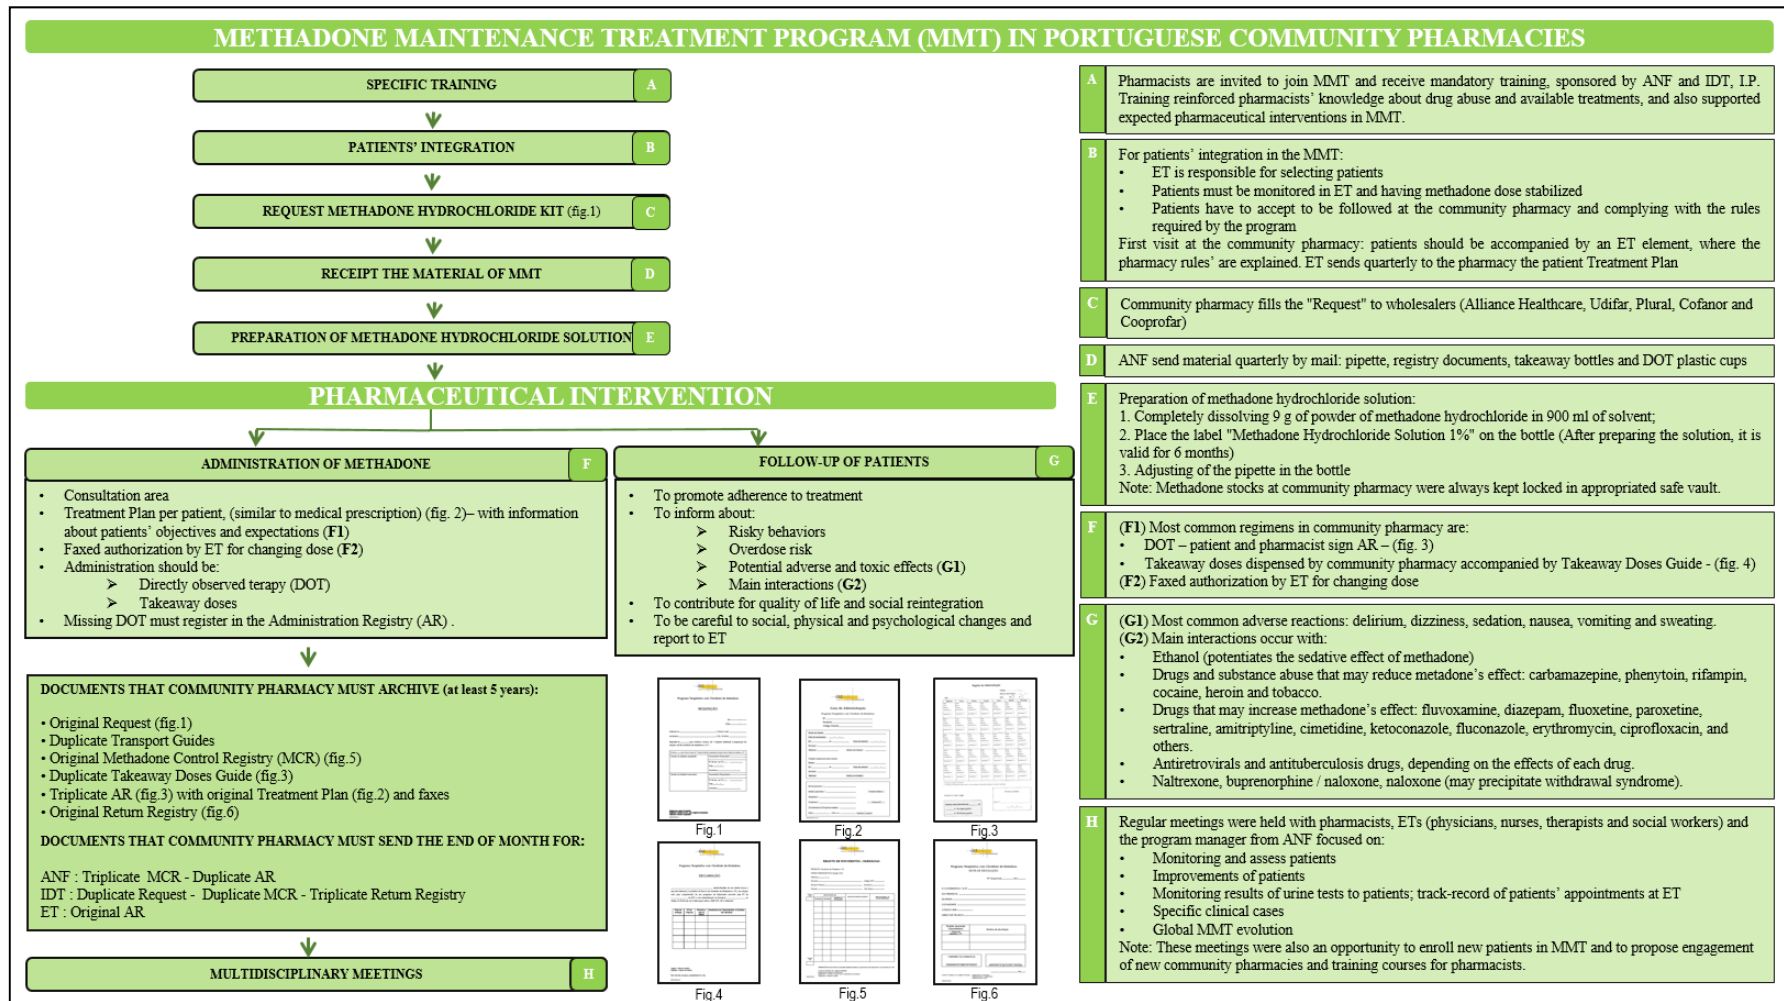 METHADONE MAINTENANCE TREATMENT PROGRAM (MMT) IN PORTUGUESE COMMUNITY PHARMACIES
SPECIFIC TRAINING
A
PATIENTS’ INTEGRATION
B
REQUEST METHADONE HYDROCHLORIDE KIT (fig.1)
C
RECEIPT THE MATERIAL OF MMT
D
PREPARATION OF METHADONE HYDROCHLORIDE SOLUTION
E
PHARMACEUTICAL INTERVENTION
ADMINISTRATION OF METHADONE
F
• Consultation area
• Treatment Plan per patient, (similar to medical prescription) (fig. 2)– with information
about patients’ objectives and expectations (F1)
• Faxed authorization by ET for changing dose (F2)
• Administration should be:
➢ Directly observed terapy (DOT)
➢ Takeaway doses
• Missing DOT must register in the Administration Registry (AR) .
FOLLOW-UP OF PATIENTS
G
• To promote adherence to treatment
• To inform about:
➢ Risky behaviors
➢ Overdose risk
➢ Potential adverse and toxic effects (G1)
➢ Main interactions (G2)
• To contribute for quality of life and social reintegration
• To be careful to social, physical and psychological changes and
report to ET
DOCUMENTS THAT COMMUNITY PHARMACY MUST ARCHIVE (at least 5 years):
• Original Request (fig.1)
• Duplicate Transport Guides
• Original Methadone Control Registry (MCR) (fig.5)
• Duplicate Takeaway Doses Guide (fig.3)
• Triplicate AR (fig.3) with original Treatment Plan (fig.2) and faxes
• Original Return Registry (fig.6)
DOCUMENTS THAT COMMUNITY PHARMACY MUST SEND THE END OF MONTH FOR:
ANF : Triplicate MCR - Duplicate AR
IDT : Duplicate Request - Duplicate MCR - Triplicate Return Registry
ET : Original AR
MULTIDISCIPLINARY MEETINGS
H
Fig.1
Fig.2
Fig.3
Fig.4
Fig.5
Fig.6
A
Pharmacists are invited to join MMT and receive mandatory training, sponsored by ANF and IDT, I.P.
Training reinforced pharmacists’ knowledge about drug abuse and available treatments, and also supported
expected pharmaceutical interventions in MMT.
B
For patients’ integration in the MMT:
• ET is responsible for selecting patients
• Patients must be monitored in ET and having methadone dose stabilized
• Patients have to accept to be followed at the community pharmacy and complying with the rules
required by the program
First visit at the community pharmacy: patients should be accompanied by an ET element, where the
pharmacy rules’ are explained. ET sends quarterly to the pharmacy the patient Treatment Plan
C
Community pharmacy fills the "Request" to wholesalers (Alliance Healthcare, Udifar, Plural, Cofanor and
Cooprofar)
D
ANF send material quarterly by mail: pipette, registry documents, takeaway bottles and DOT plastic cups
E
Preparation of methadone hydrochloride solution:
1. Completely dissolving 9 g of powder of methadone hydrochloride in 900 ml of solvent;
2. Place the label "Methadone Hydrochloride Solution 1%" on the bottle (After preparing the solution, it is
valid for 6 months)
3. Adjusting of the pipette in the bottle
Note: Methadone stocks at community pharmacy were always kept locked in appropriated safe vault.
F
(F1) Most common regimens in community pharmacy are:
• DOT – patient and pharmacist sign AR – (fig. 3)
• Takeaway doses dispensed by community pharmacy accompanied by Takeaway Doses Guide - (fig. 4)
(F2) Faxed authorization by ET for changing dose
G
(G1) Most common adverse reactions: delirium, dizziness, sedation, nausea, vomiting and sweating.
(G2) Main interactions occur with:
• Ethanol (potentiates the sedative effect of methadone)
• Drugs and substance abuse that may reduce metadone’s effect: carbamazepine, phenytoin, rifampin,
cocaine, heroin and tobacco.
• Drugs that may increase methadone’s effect: fluvoxamine, diazepam, fluoxetine, paroxetine,
sertraline, amitriptyline, cimetidine, ketoconazole, fluconazole, erythromycin, ciprofloxacin, and
others.
• Antiretrovirals and antituberculosis drugs, depending on the effects of each drug.
• Naltrexone, buprenorphine / naloxone, naloxone (may precipitate withdrawal syndrome).
H
Regular meetings were held with pharmacists, ETs (physicians, nurses, therapists and social workers) and
the program manager from ANF focused on:
• Monitoring and assess patients
• Improvements of patients
• Monitoring results of urine tests to patients; track-record of patients’ appointments at ET
• Specific clinical cases
• Global MMT evolution
Note: These meetings were also an opportunity to enroll new patients in MMT and to propose engagement
of new community pharmacies and training courses for pharmacists.